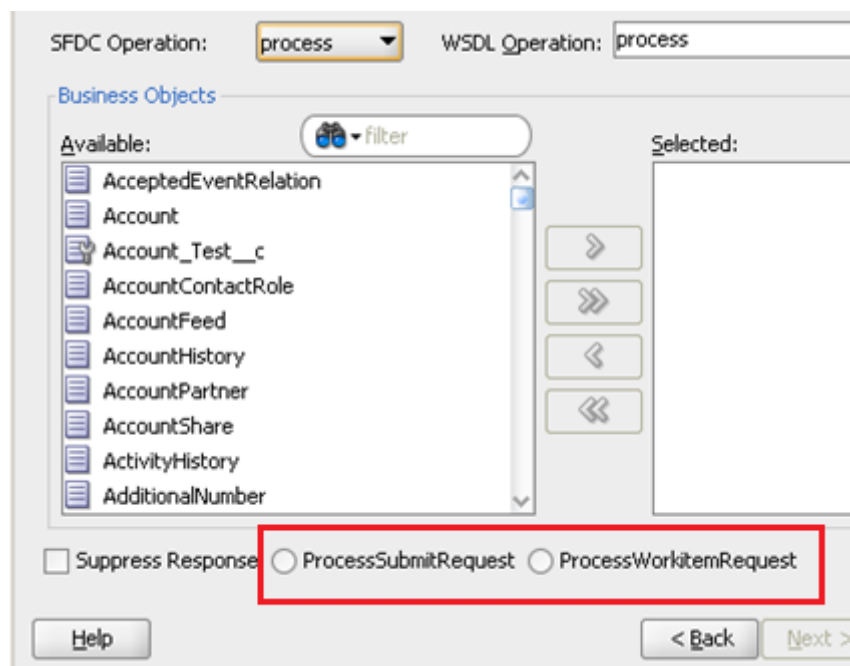 SFDC Operation: process WSDL Operation: process
Business Objects
Available: filter Selected:
AcceptedEventRelation
Account
Account_Test__c
AccountContactRole
AccountFeed
AccountHistory
AccountPartner
AccountShare
ActivityHistory
AdditionalNumber
Suppress Response ProcessSubmitRequest ProcessWorkitemRequest
Help < Back Next >